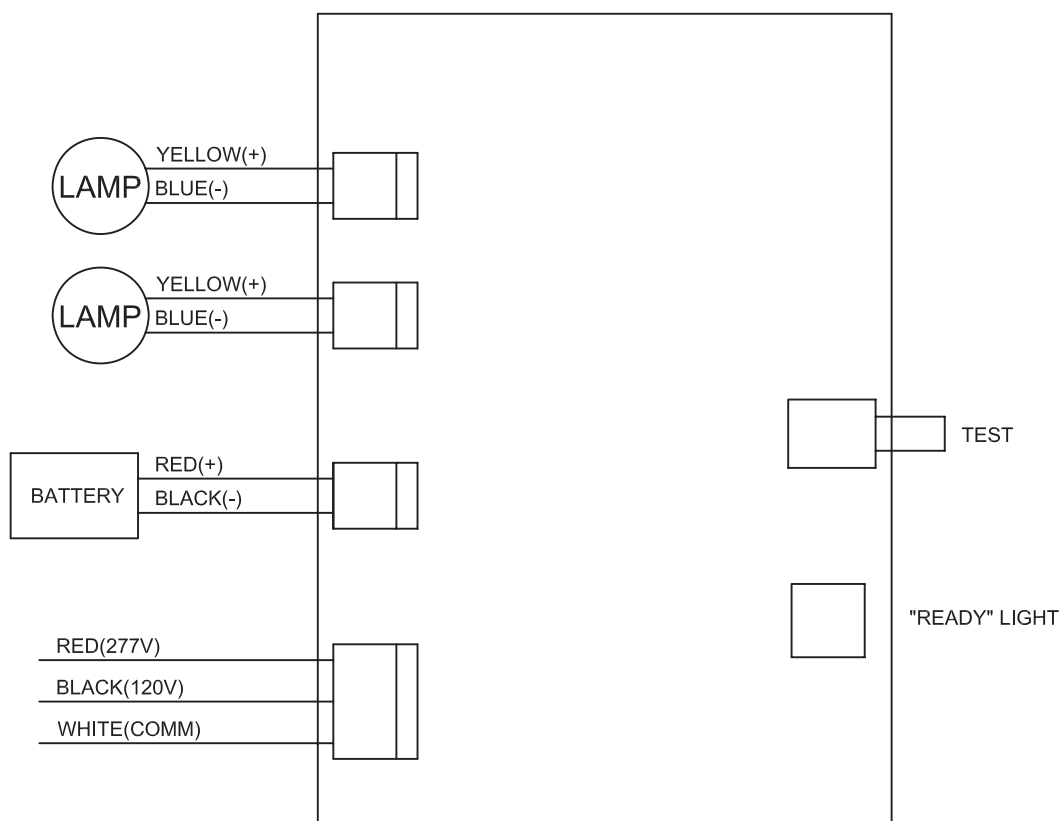 YELLOW(+)
LAMP
BLUE(-)
YELLOW(+)
LAMP
BLUE(-)
TEST
RED(+)
BATTERY
BLACK(-)
"READY" LIGHT
RED(277V)
BLACK(120V)
WHITE(COMM)